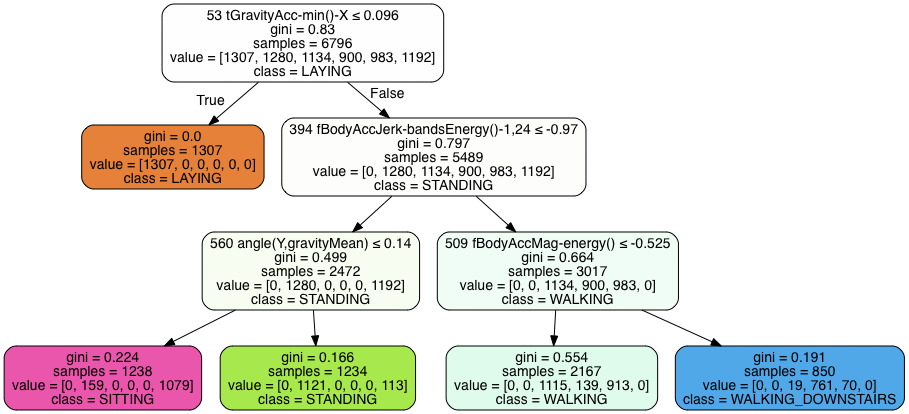 53 tGravityAcc-min()-X ≤ 0.096
gini = 0.83
samples = 6796
value = [1307, 1280, 1134, 900, 983, 1192]
class = LAYING
True
False
gini = 0.0
samples = 1307
value = [1307, 0, 0, 0, 0, 0]
class = LAYING
394 fBodyAccJerk-bandsEnergy()-1,24 ≤ -0.97
gini = 0.797
samples = 5489
value = [0, 1280, 1134, 900, 983, 1192]
class = STANDING
560 angle(Y,gravityMean) ≤ 0.14
gini = 0.499
samples = 2472
value = [0, 1280, 0, 0, 0, 1192]
class = STANDING
509 fBodyAccMag-energy() ≤ -0.525
gini = 0.664
samples = 3017
value = [0, 0, 1134, 900, 983, 0]
class = WALKING
gini = 0.224
samples = 1238
value = [0, 159, 0, 0, 0, 1079]
class = SITTING
gini = 0.166
samples = 1234
value = [0, 1121, 0, 0, 0, 113]
class = STANDING
gini = 0.554
samples = 2167
value = [0, 0, 1115, 139, 913, 0]
class = WALKING
gini = 0.191
samples = 850
value = [0, 0, 19, 761, 70, 0]
class = WALKING_DOWNSTAIRS